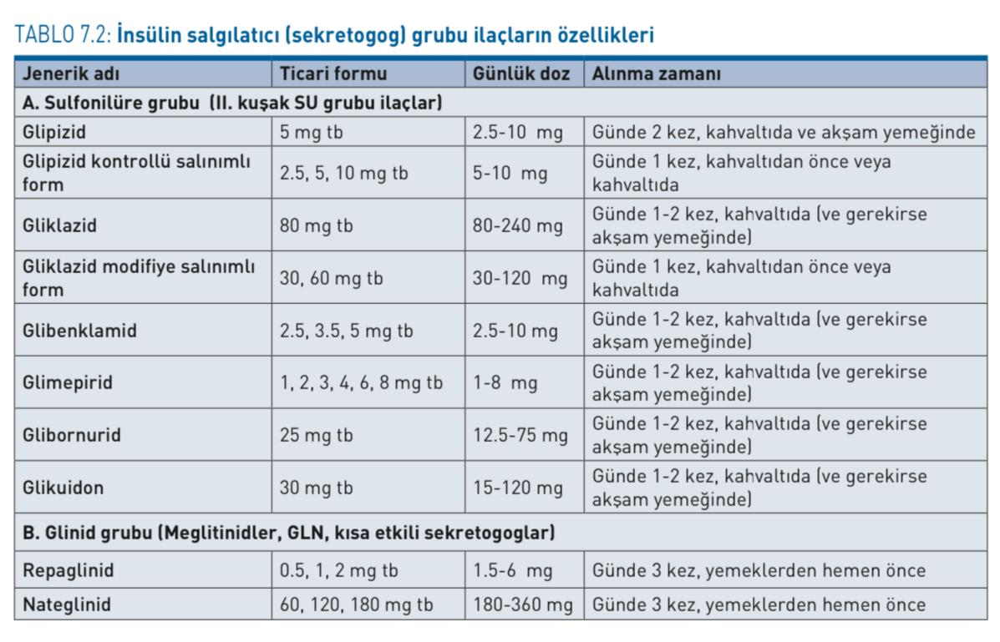 TABLO 7.2: İnsülin salgılatıcı (sekretogog) grubu ilaçların özellikleri
Jenerik adı Ticari formu Günlük doz Alınma zamanı
A. Sulfonilüre grubu (II. kuşak SU grubu ilaçlar)
Glipizid 5 mg tb 2.5-10 mg Günde 2 kez, kahvaltıda ve akşam yemeğinde
Glipizid kontrollü salınımlı
form
2.5, 5, 10 mg tb 5-10 mg
Günde 1 kez, kahvaltıdan önce veya
kahvaltıda
Gliklazid 80 mg tb 80-240 mg
Günde 1-2 kez, kahvaltıda (ve gerekirse
akşam yemeğinde)
Gliklazid modifiye salınımlı
form
30, 60 mg tb 30-120 mg
Günde 1 kez, kahvaltıdan önce veya
kahvaltıda
Glibenklamid 2.5, 3.5, 5 mg tb 2.5-10 mg
Günde 1-2 kez, kahvaltıda (ve gerekirse
akşam yemeğinde)
Glimepirid 1, 2, 3, 4, 6, 8 mg tb 1-8 mg
Günde 1-2 kez, kahvaltıda (ve gerekirse
akşam yemeğinde)
Glibornurid 25 mg tb 12.5-75 mg
Günde 1-2 kez, kahvaltıda (ve gerekirse
akşam yemeğinde)
Glikuidon 30 mg tb 15-120 mg
Günde 1-2 kez, kahvaltıda (ve gerekirse
akşam yemeğinde)
B. Glinid grubu (Meglitinidler, GLN, kısa etkili sekretogoglar)
Repaglinid 0.5, 1, 2 mg tb 1.5-6 mg Günde 3 kez, yemeklerden hemen önce
Nateglinid 60, 120, 180 mg tb 180-360 mg Günde 3 kez, yemeklerden hemen önce